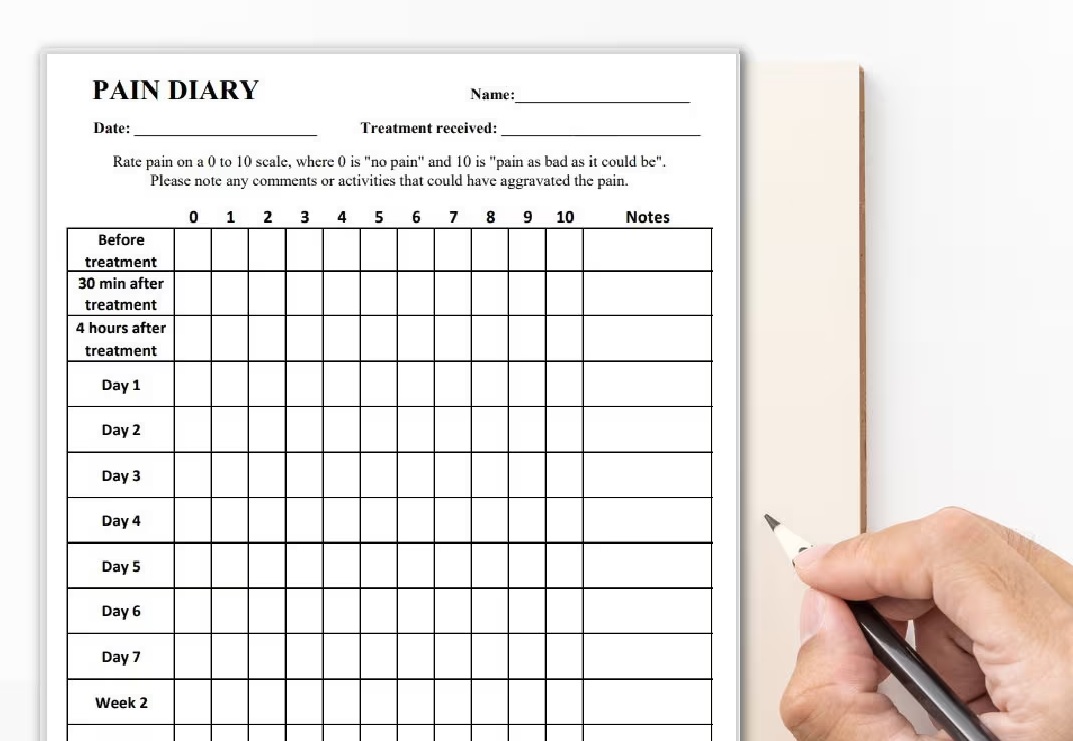 PAIN DIARY
Name:_______________________
Date: ________________________ Treatment received: __________________________
Rate pain on a 0 to 10 scale, where 0 is "no pain" and 10 is "pain as bad as it could be".
Please note any comments or activities that could have aggravated the pain.
0 1 2 3 4 5 6 7 8 9 10 Notes
Before
treatment
30 min after
treatment
4 hours after
treatment
Day 1
Day 2
Day 3
Day 4
Day 5
Day 6
Day 7
Week 2